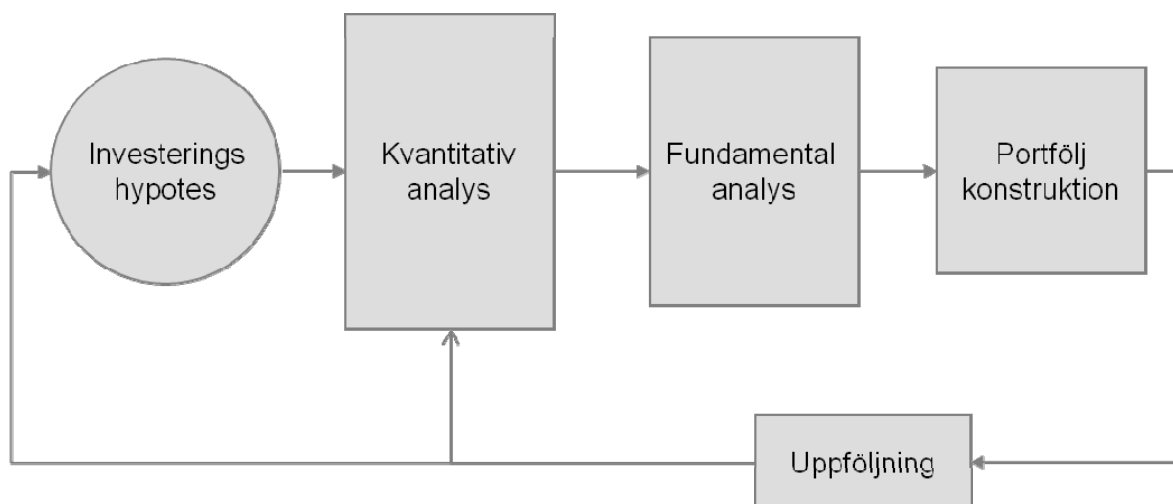 Investerings
hypotes
Kvantitativ
analys
Fundamental
analys
Portfölj
konstruktion
Uppföljning